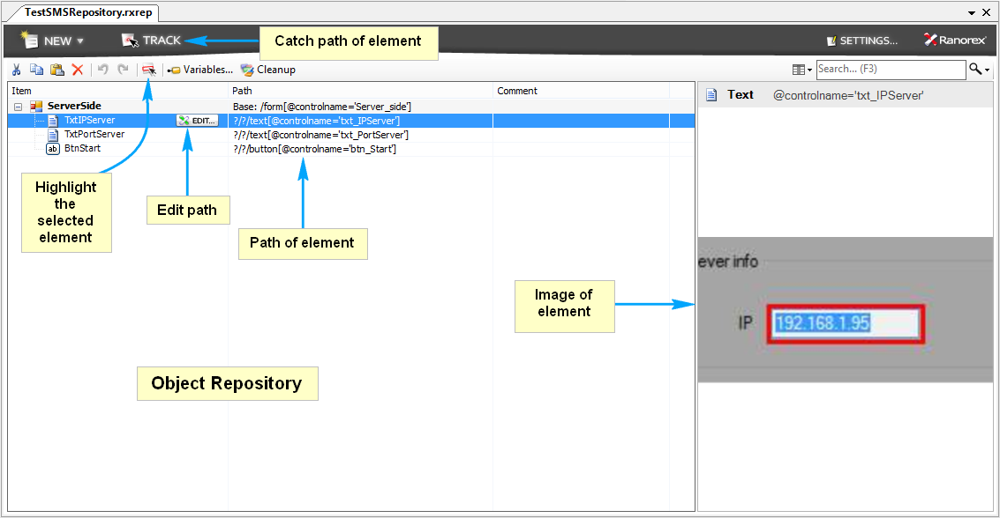 TestSMSRepository.rxrep
NEW
TRACK
Catch path of element
SETTINGS...
Ranorex
Variables...
Cleanup
Search... (F3)
Item
Path
Comment
Text
@controlname='txt_IPServer'
ServerSide
Base: /form[@controlname='Server_side']
TxtIPServer
EDIT...
?/?/text[@controlname='txt_IPServer']
TxtPortServer
?/?/text[@controlname='txt_PortServer']
ab
BtnStart
?/?/button[@controlname='btn_Start']
Highlight
the
selected
element
Edit path
Path of element
Image of
element
ever info
IP
192.168.1.95
Object Repository